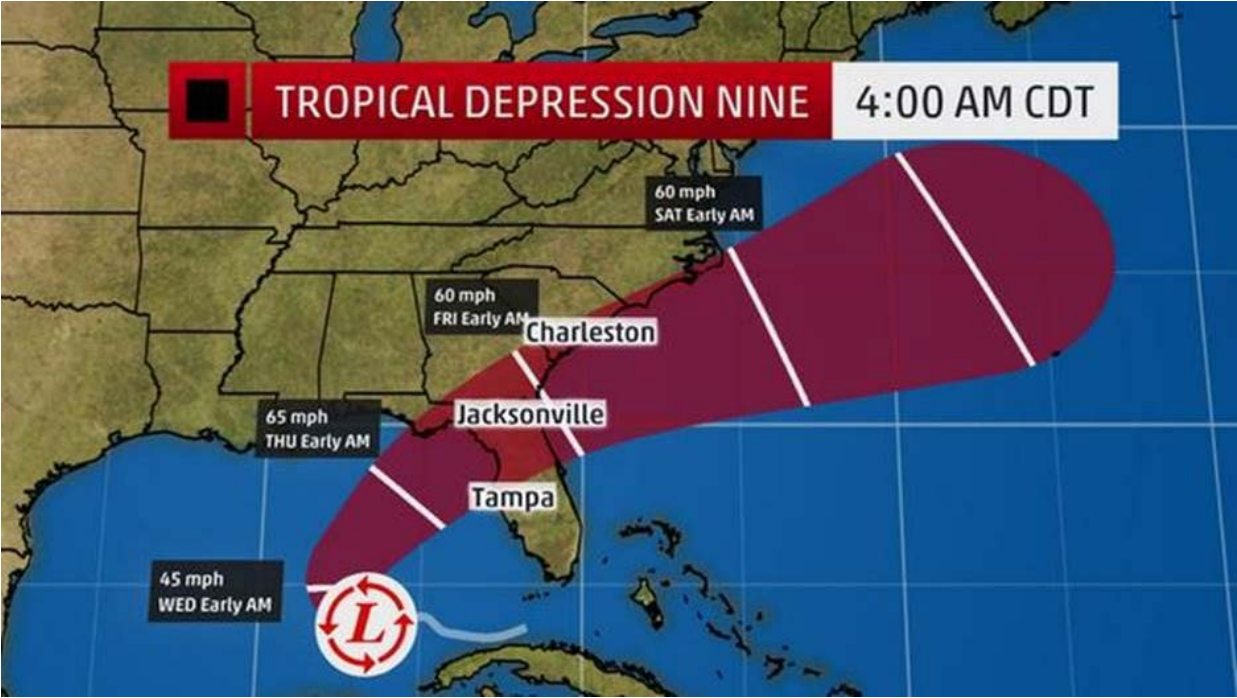 TROPICAL DEPRESSION NINE
4:00 AM CDT
60 mph
SAT Early AM
60 mph
FRI Early AM
Charleston
65 mph
THU Early AM
Jacksonville
Tampa
45 mph
WED Early AM
L